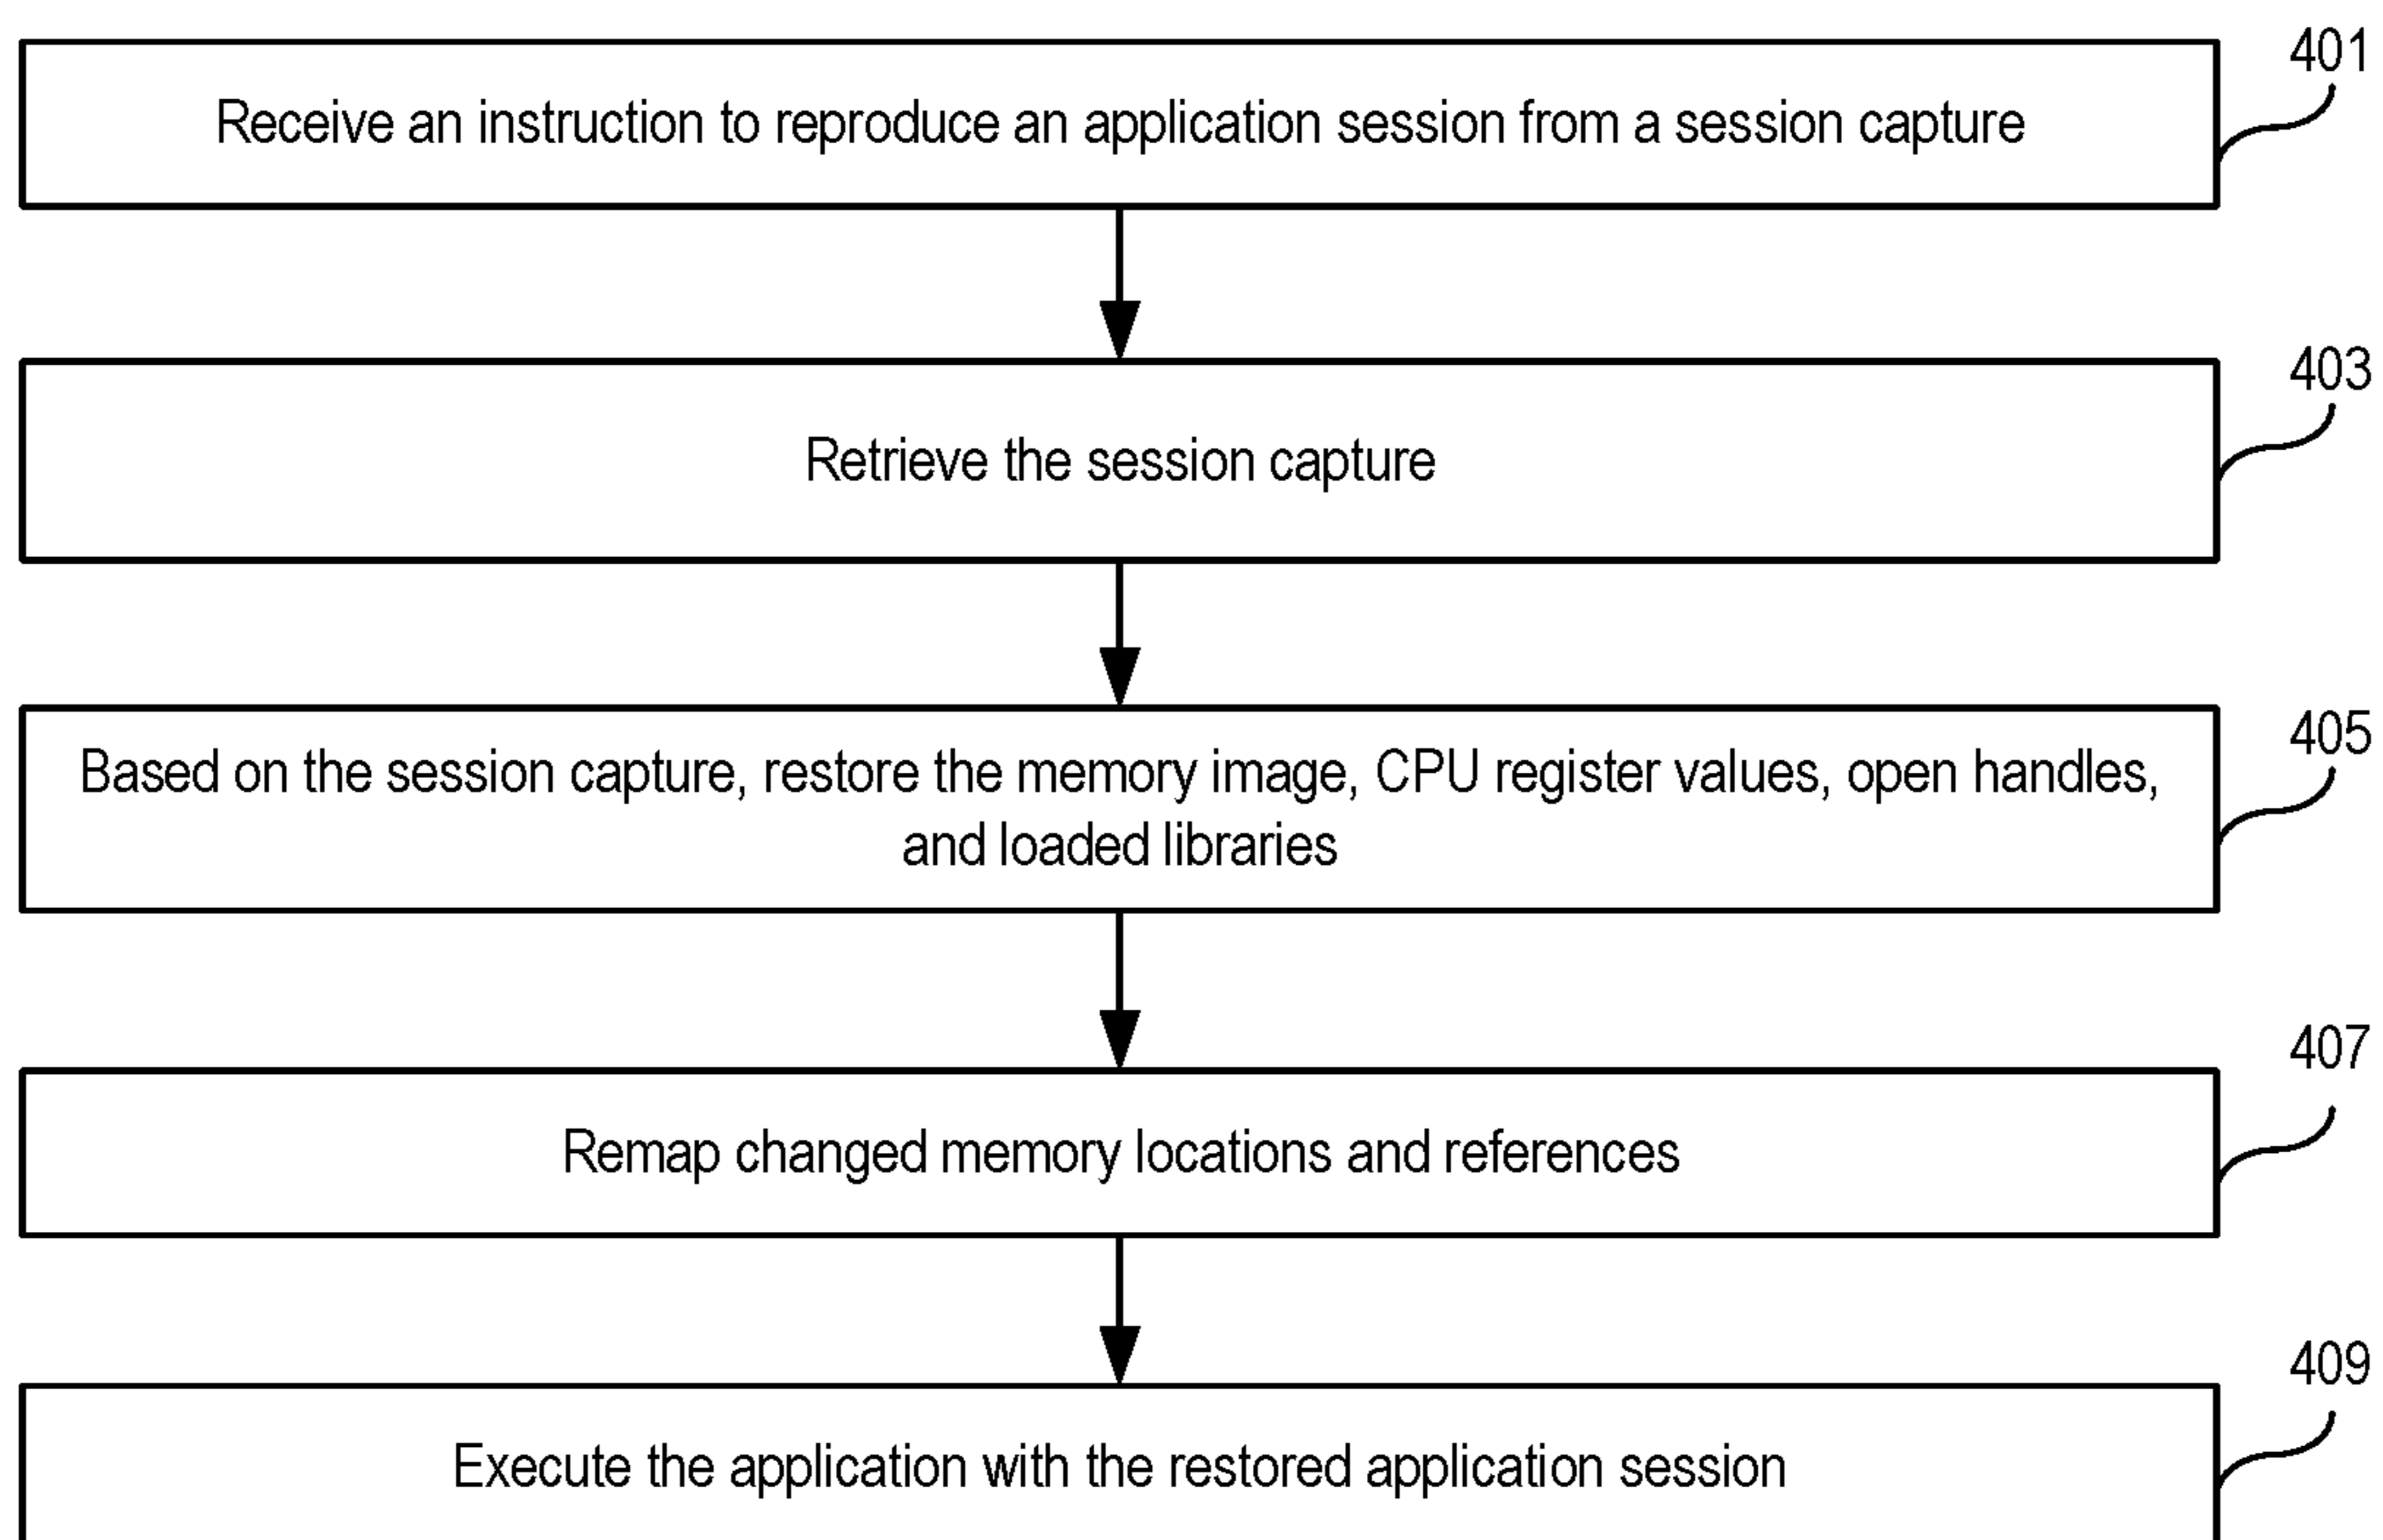 401
Receive an instruction to reproduce an application session from a session capture
403
Retrieve the session capture
405
Based on the session capture, restore the memory image, CPU register values, open handles,
and loaded libraries
407
Remap changed memory locations and references
409
Execute the application with the restored application session